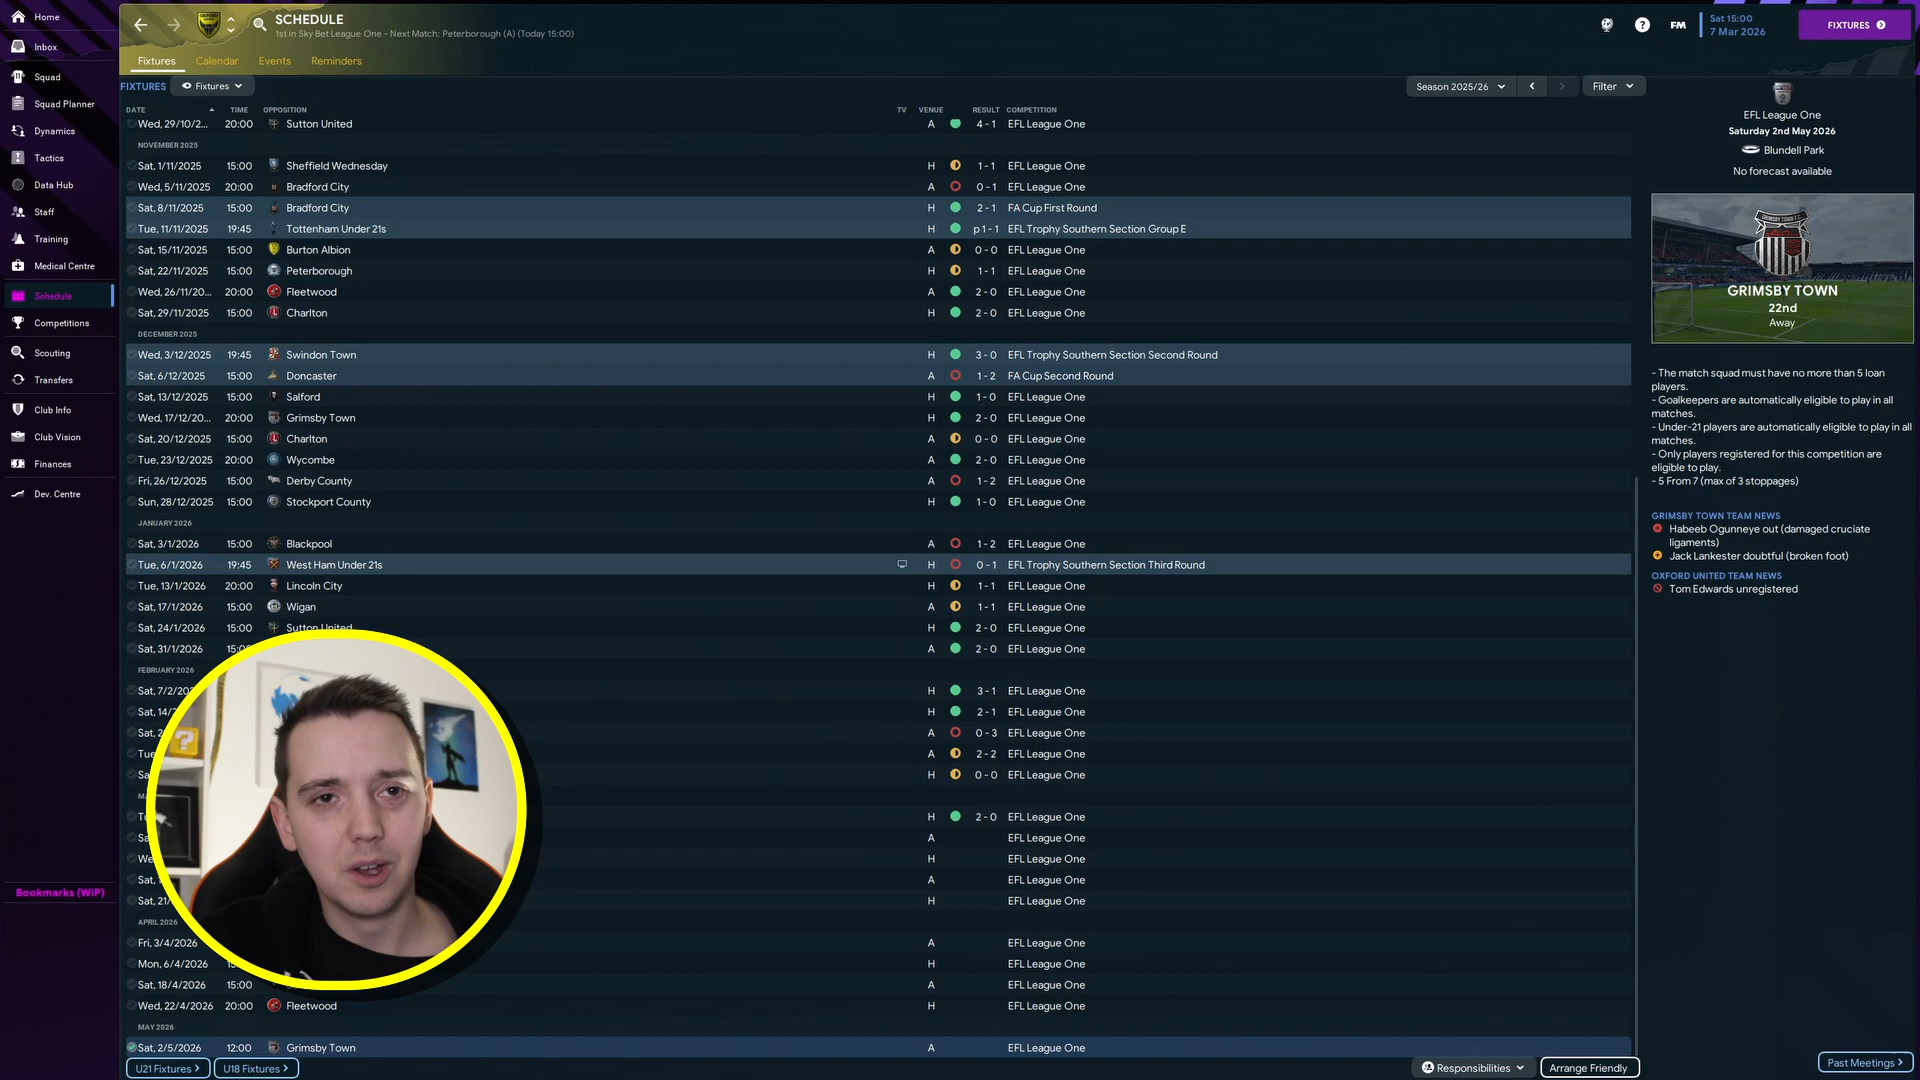 Home
Inbox
Squad
Squad Planner
Dynamics
Tactics
Data Hub
Staff
Training
Medical Centre
Schedule
Competitions
Scouting
Transfers
Club Info
Club Vision
Finances
Dev. Centre
Bookmarks (WiP)
SCHEDULE
1st in Sky Bet League One - Next Match: Peterborough (A) (Today 15:00)
FM
Sat 15:00
7 Mar 2026
FIXTURES
Fixtures Calendar Events Reminders
FIXTURES Fixtures
Season 2025/26 Filter
DATE TIME OPPOSITION TV VENUE RESULT COMPETITION
Wed, 29/10/2... 20:00 Sutton United A 4 - 1 EFL League One
NOVEMBER 2025
Sat, 1/11/2025 15:00 Sheffield Wednesday H 1 - 1 EFL League One
Wed, 5/11/2025 20:00 Bradford City A 0 - 1 EFL League One
Sat, 8/11/2025 15:00 Bradford City H 2 - 1 FA Cup First Round
Tue, 11/11/2025 19:45 Tottenham Under 21s H p 1 - 1 EFL Trophy Southern Section Group E
Sat, 15/11/2025 15:00 Burton Albion A 0 - 0 EFL League One
Sat, 22/11/2025 15:00 Peterborough H 1 - 1 EFL League One
Wed, 26/11/20... 20:00 Fleetwood A 2 - 0 EFL League One
Sat, 29/11/2025 15:00 Charlton H 2 - 0 EFL League One
DECEMBER 2025
Wed, 3/12/2025 19:45 Swindon Town H 3 - 0 EFL Trophy Southern Section Second Round
Sat, 6/12/2025 15:00 Doncaster A 1 - 2 FA Cup Second Round
Sat, 13/12/2025 15:00 Salford H 1 - 0 EFL League One
Wed, 17/12/20... 20:00 Grimsby Town H 2 - 0 EFL League One
Sat, 20/12/2025 15:00 Charlton A 0 - 0 EFL League One
Tue, 23/12/2025 20:00 Wycombe A 2 - 0 EFL League One
Fri, 26/12/2025 15:00 Derby County A 1 - 2 EFL League One
Sun, 28/12/2025 15:00 Stockport County H 1 - 0 EFL League One
JANUARY 2026
Sat, 3/1/2026 15:00 Blackpool A 1 - 2 EFL League One
Tue, 6/1/2026 19:45 West Ham Under 21s H 0 - 1 EFL Trophy Southern Section Third Round
Tue, 13/1/2026 20:00 Lincoln City H 1 - 1 EFL League One
Sat, 17/1/2026 15:00 Wigan A 1 - 1 EFL League One
Sat, 24/1/2026 15:00 Sutton United H 2 - 0 EFL League One
Sat, 31/1/2026 15:0 A 2 - 0 EFL League One
FEBRUARY 2026
Sat, 7/2/20 H 3 - 1 EFL League One
Sat, 14/ H 2 - 1 EFL League One
Sat, 2 A 0 - 3 EFL League One
Tue A 2 - 2 EFL League One
Sa H 0 - 0 EFL League One
H 2 - 0 EFL League One
Sa A EFL League One
We H EFL League One
Sat, A EFL League One
Sat, 21/ H EFL League One
APRIL 2026
Fri, 3/4/2026 A EFL League One
Mon, 6/4/2026 H EFL League One
Sat, 18/4/2026 15:00 A EFL League One
Wed, 22/4/2026 20:00 Fleetwood H EFL League One
MAY 2026
Sat, 2/5/2026 12:00 Grimsby Town A EFL League One
U21 Fixtures U18 Fixtures Responsibilities Arrange Friendly
EFL League One
Saturday 2nd May 2026
Blundell Park
No forecast available
GRIMSBY TOWN
22nd
Away
- The match squad must have no more than 5 loan
players.
- Goalkeepers are automatically eligible to play in all
matches.
- Under-21 players are automatically eligible to play in all
matches.
- Only players registered for this competition are
eligible to play.
- 5 From 7 (max of 3 stoppages)
GRIMSBY TOWN TEAM NEWS
Habeeb Ogunneye out (damaged cruciate
ligaments)
Jack Lankester doubtful (broken foot)
OXFORD UNITED TEAM NEWS
Tom Edwards unregistered
Past Meetings